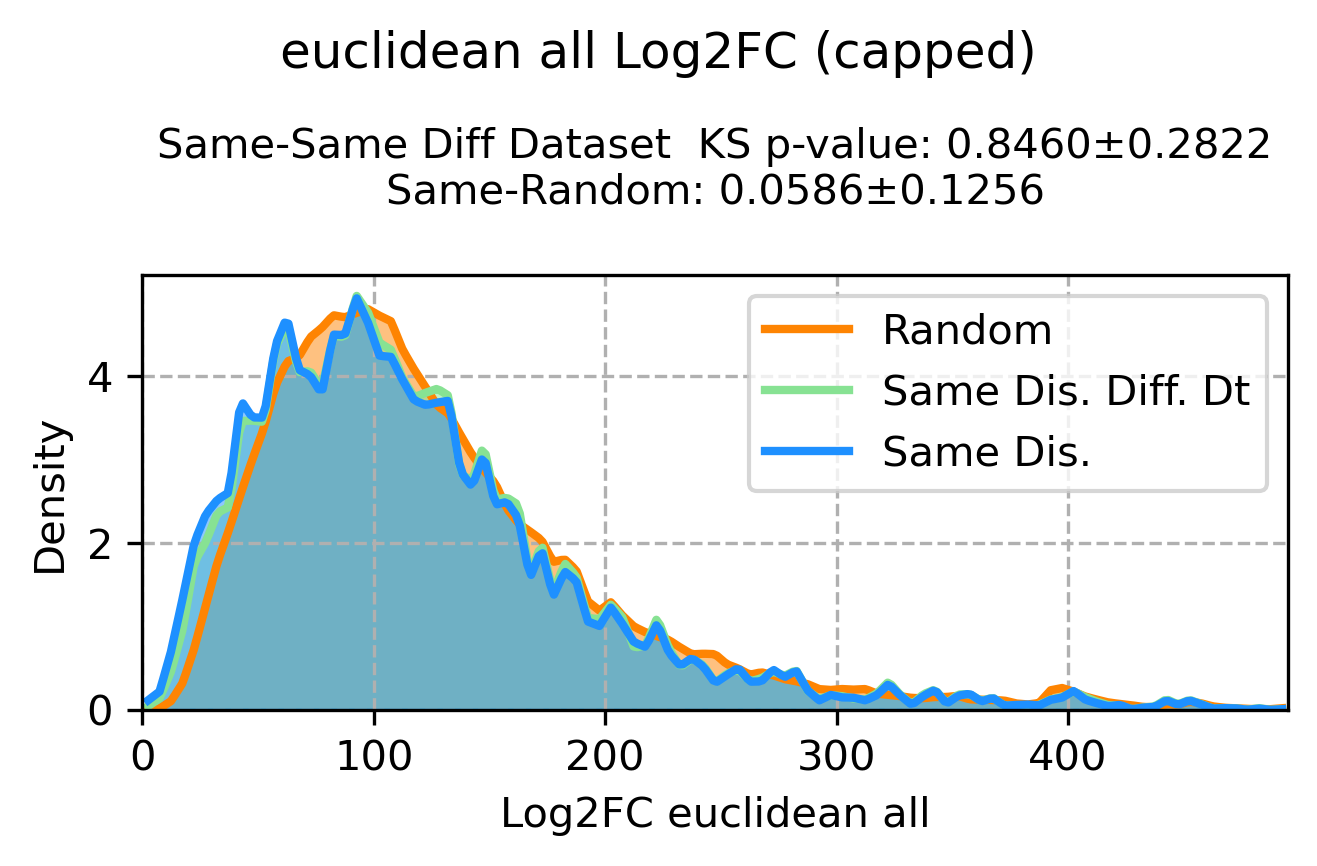 euclidean all Log2FC (capped)
Same-Same Diff Dataset  KS p-value: 0.8460±0.2822
Same-Random: 0.0586±0.1256
Random
Same Dis. Diff. Dt
Same Dis.
Density
4
2
0
0 100 200 300 400
Log2FC euclidean all